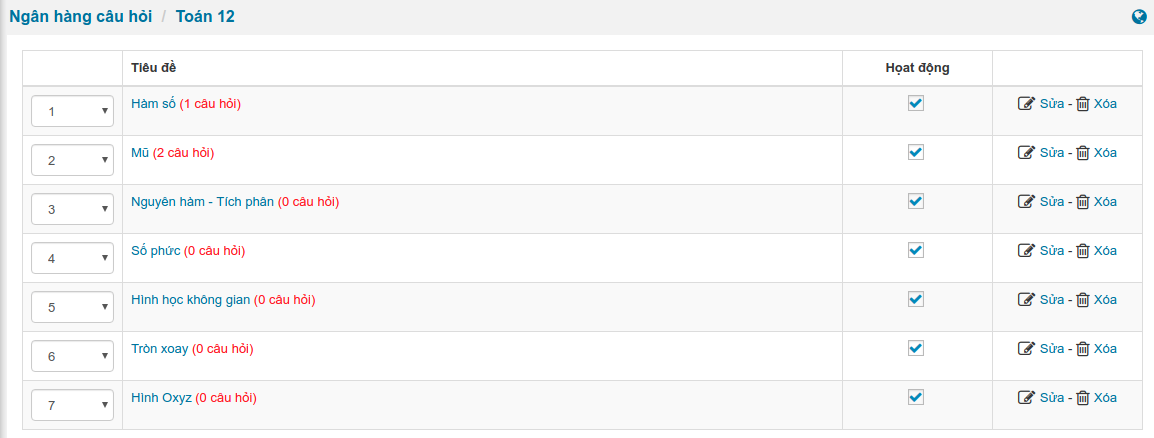 Ngân hàng câu hỏi / Toán 12
Tiêu đề Hoạt động
1 Hàm số (1 câu hỏi) Sửa - Xóa
2 Mũ (2 câu hỏi) Sửa - Xóa
3 Nguyên hàm - Tích phân (0 câu hỏi) Sửa - Xóa
4 Số phức (0 câu hỏi) Sửa - Xóa
5 Hình học không gian (0 câu hỏi) Sửa - Xóa
6 Tròn xoay (0 câu hỏi) Sửa - Xóa
7 Hình Oxyz (0 câu hỏi) Sửa - Xóa